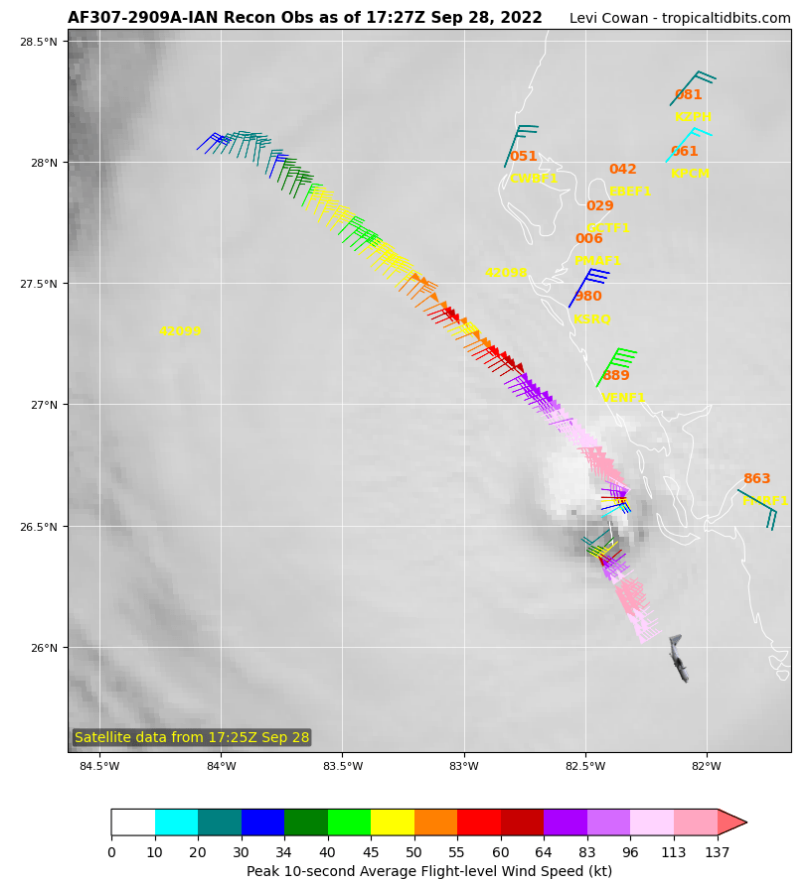 AF307-2909A-IAN Recon Obs as of 17:27Z Sep 28, 2022
Levi Cowan - tropicaltidbits.com
28.5°N
081
KZPH
28°N
051
061
CWBF1
042
KPCM
EBEF1
029
OCTF1
006
PMAF1
42098
27.5°N
980
KSRQ
42099
889
VENF1
27°N
863
FMRF1
26.5°N
26°N
Satellite data from 17:25Z Sep 28
84.5°W 84°W 83.5°W 83°W 82.5°W 82°W
0 10 20 30 34 40 45 50 55 60 64 83 96 113 137
Peak 10-second Average Flight-level Wind Speed (kt)